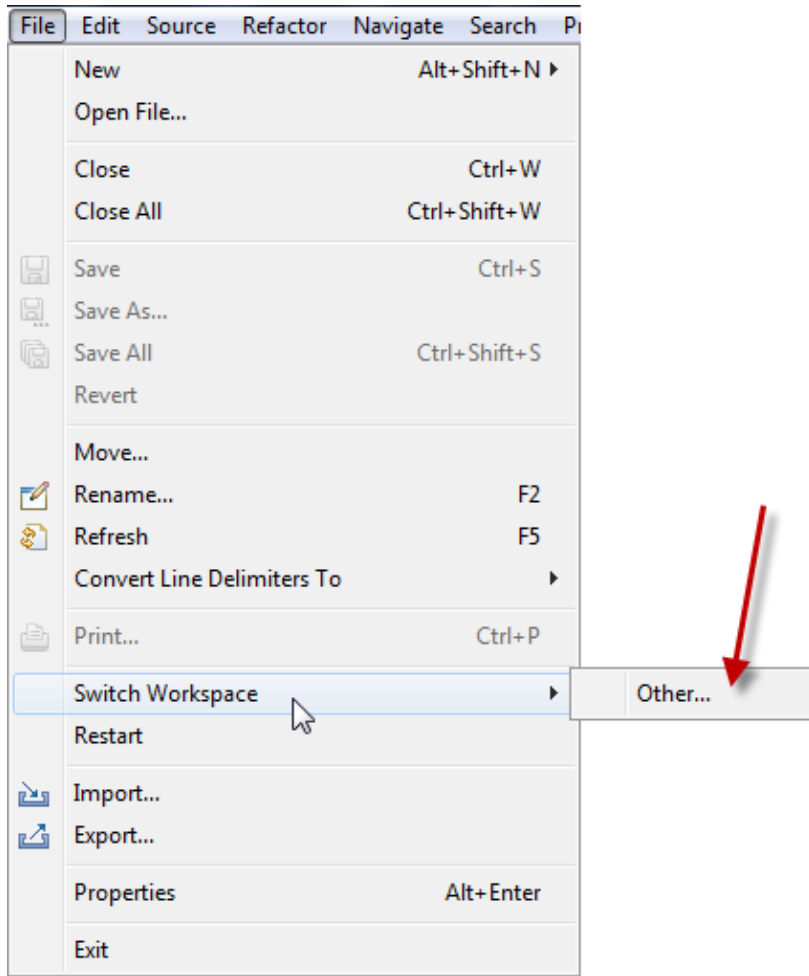 File Edit Source Refactor Navigate Search
New Alt+Shift+N
Open File...
Close Ctrl+W
Close All Ctrl+Shift+W
Save Ctrl+S
Save As...
Save All Ctrl+Shift+S
Revert
Move...
Rename... F2
Refresh F5
Convert Line Delimiters To
Print... Ctrl+P
Switch Workspace Other...
Restart
Import...
Export...
Properties Alt+Enter
Exit